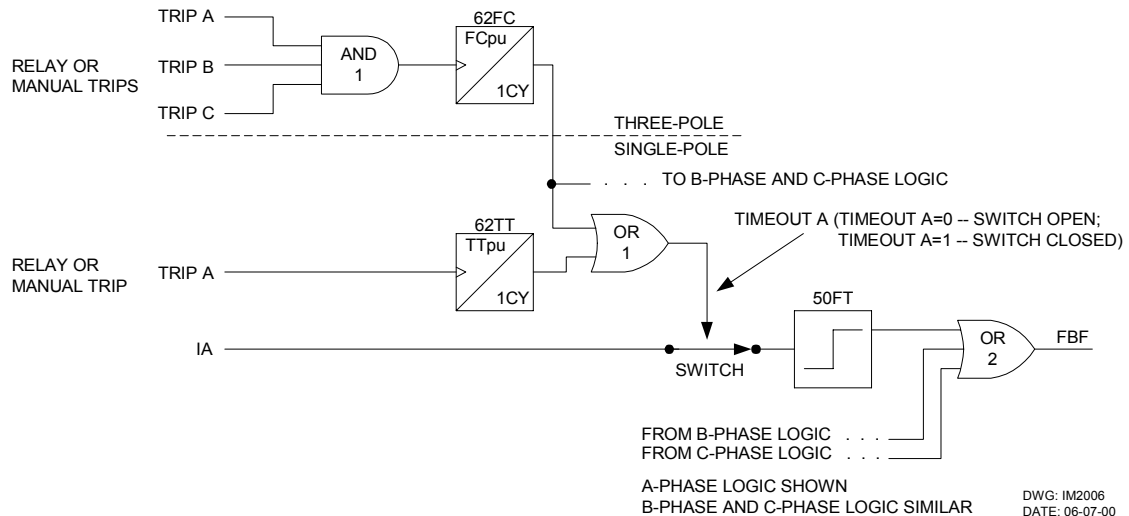 TRIP A
62FC
FCpu
AND
1
RELAY OR
MANUAL TRIPS
TRIP B
1CY
TRIP C
THREE-POLE
SINGLE-POLE
. . . TO B-PHASE AND C-PHASE LOGIC
62TT
TTpu
OR
1
TIMEOUT A (TIMEOUT A=0 -- SWITCH OPEN;
TIMEOUT A=1 -- SWITCH CLOSED)
RELAY OR
MANUAL TRIP
TRIP A
1CY
50FT
IA
SWITCH
OR
2
FBF
FROM B-PHASE LOGIC . . .
FROM C-PHASE LOGIC . . .
A-PHASE LOGIC SHOWN
B-PHASE AND C-PHASE LOGIC SIMILAR
DWG: IM2006
DATE: 06-07-00